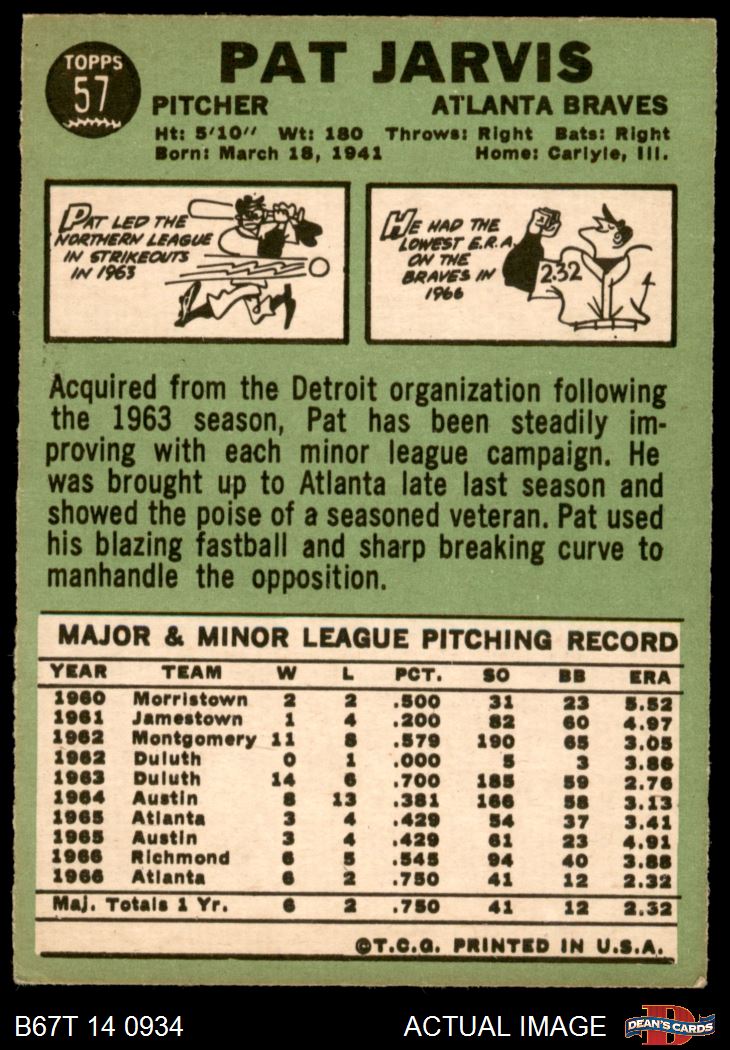 TOPPS
57
PAT JARVIS
PITCHER ATLANTA BRAVES
Ht: 5'10" Wt: 180 Throws: Right Bats: Right
Born: March 18, 1941 Home: Carlyle, Ill.
PAT LED THE
NORTHERN LEAGUE
IN STRIKEOUTS
IN 1963
HE HAD THE
LOWEST E.R.A.
ON THE
BRAVES IN
1966
2.32
Acquired from the Detroit organization following
the 1963 season, Pat has been steadily im-
proving with each minor league campaign. He
was brought up to Atlanta late last season and
showed the poise of a seasoned veteran. Pat used
his blazing fastball and sharp breaking curve to
manhandle the opposition.
MAJOR & MINOR LEAGUE PITCHING RECORD
YEAR TEAM W L PCT. SO BB ERA
1960 Morristown 2 2 .500 31 23 5.52
1961 Jamestown 1 4 .200 82 60 4.97
1962 Montgomery 11 8 .579 190 65 3.05
1962 Duluth 0 1 .000 5 3 3.86
1963 Duluth 14 6 .700 185 59 2.76
1964 Austin 8 13 .381 166 58 3.13
1965 Atlanta 3 4 .429 54 37 3.41
1965 Austin 3 4 .429 61 23 4.91
1966 Richmond 6 5 .545 94 40 3.88
1966 Atlanta 6 2 .750 41 12 2.32
Maj. Totals 1 Yr. 6 2 .750 41 12 2.32
©T.C.G. PRINTED IN U.S.A.
B67T 14 0934 ACTUAL IMAGE
D
DEAN'S CARDS